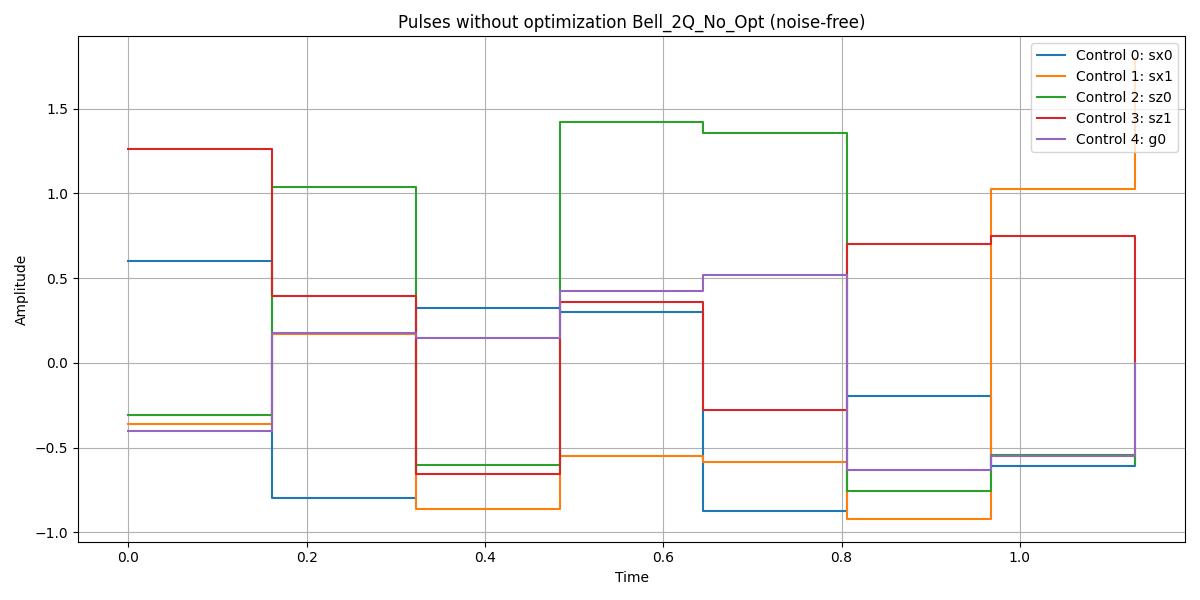 Pulses without optimization Bell_2Q_No_Opt (noise-free)
Control 0: sx0
Control 1: sx1
Control 2: sz0
Control 3: sz1
Control 4: g0
Amplitude
1.5
1.0
0.5
0.0
−0.5
−1.0
0.0
0.2
0.4
0.6
0.8
1.0
Time